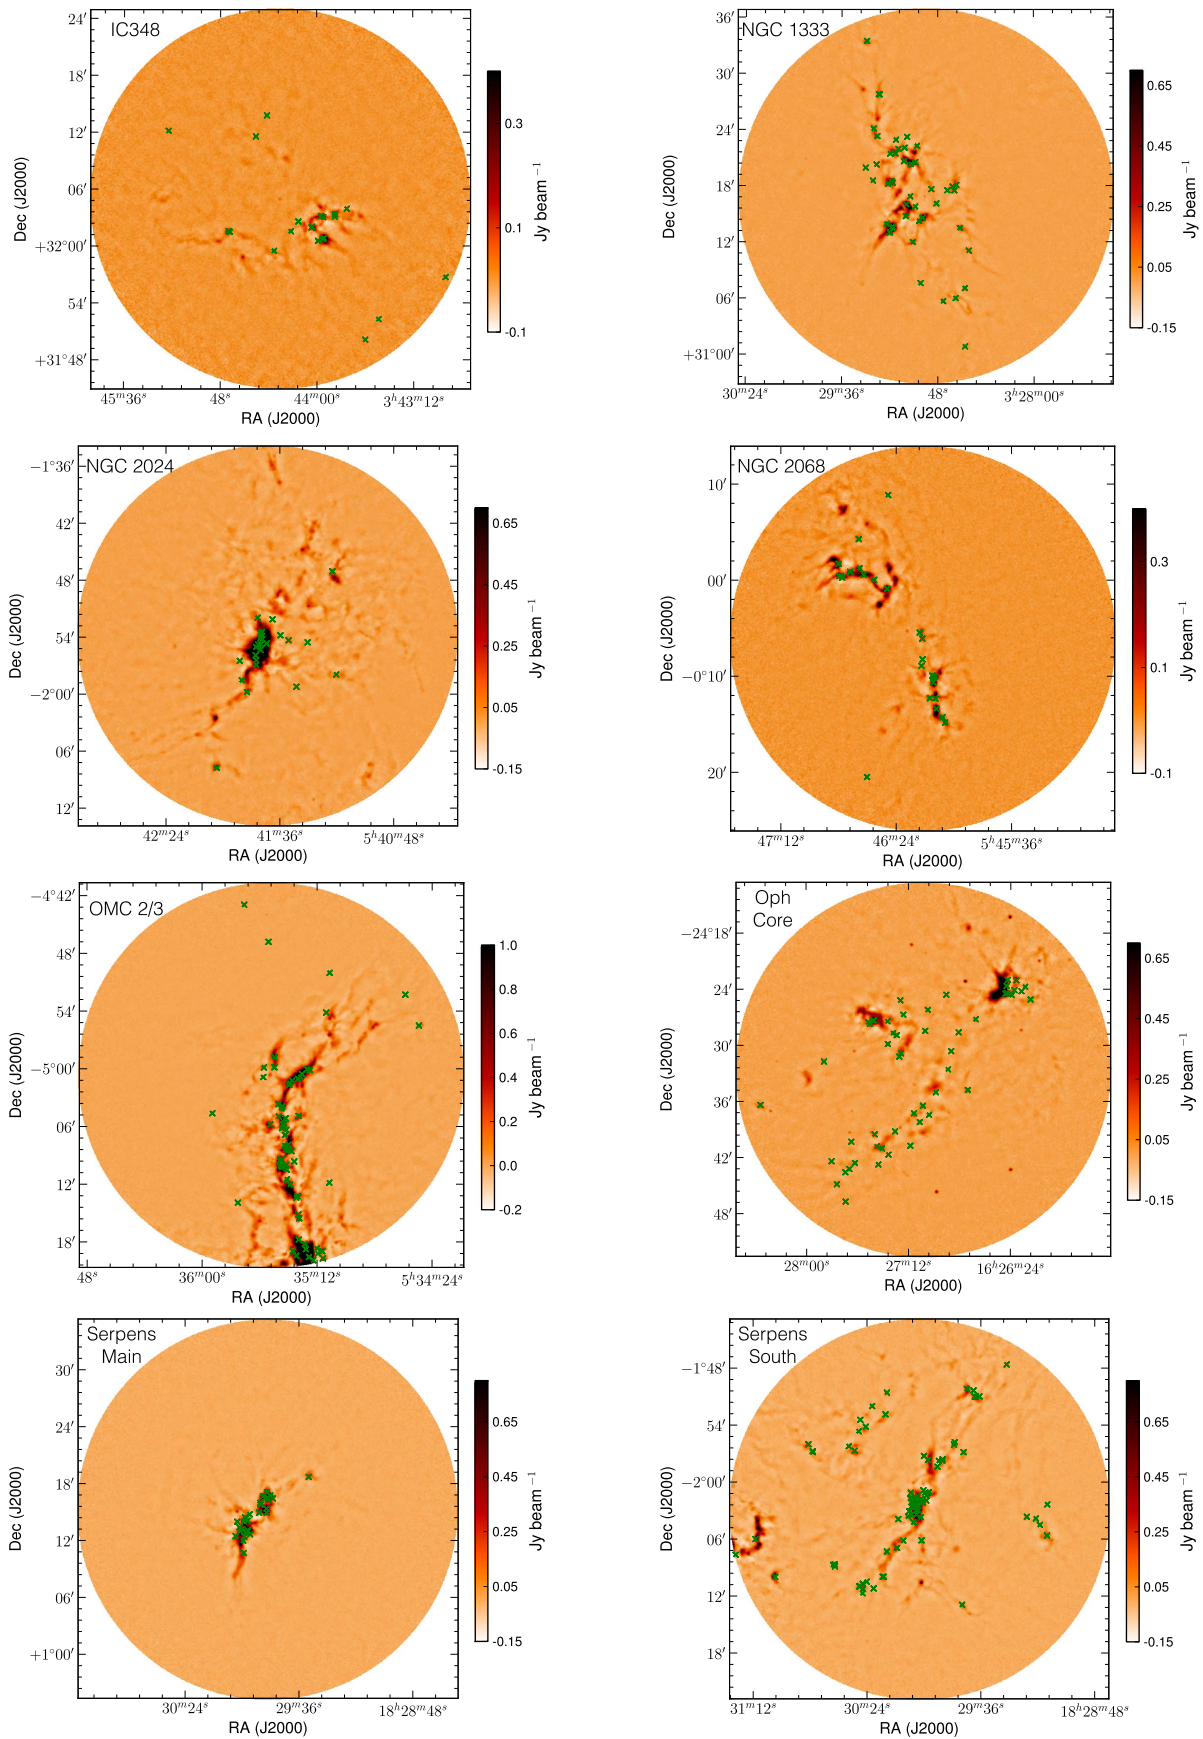 IC348
24′
18′
12′
06′
+32°00′
54′
+31°48′
45ᵐ36ˢ
48ˢ
44ᵐ00ˢ
3ʰ43ᵐ12ˢ
RA (J2000)
Dec (J2000)
0.3
0.1
-0.1
Jy beam⁻¹
NGC 1333
36′
30′
24′
18′
12′
06′
+31°00′
30ᵐ24ˢ
29ᵐ36ˢ
48ˢ
3ʰ28ᵐ00ˢ
RA (J2000)
Dec (J2000)
0.65
0.45
0.25
0.05
-0.15
Jy beam⁻¹
NGC 2024
−1°36′
42′
48′
54′
−2°00′
06′
12′
42ᵐ24ˢ
41ᵐ36ˢ
5ʰ40ᵐ48ˢ
RA (J2000)
Dec (J2000)
0.65
0.45
0.25
0.05
-0.15
Jy beam⁻¹
NGC 2068
10′
00′
−0°10′
20′
47ᵐ12ˢ
46ᵐ24ˢ
5ʰ45ᵐ36ˢ
RA (J2000)
Dec (J2000)
0.3
0.1
-0.1
Jy beam⁻¹
OMC 2/3
−4°42′
48′
54′
−5°00′
06′
12′
18′
48ˢ
36ᵐ00ˢ
35ᵐ12ˢ
5ʰ34ᵐ24ˢ
RA (J2000)
Dec (J2000)
1.0
0.8
0.6
0.4
0.2
0.0
-0.2
Jy beam⁻¹
Oph
Core
−24°18′
24′
30′
36′
42′
48′
28ᵐ00ˢ
27ᵐ12ˢ
16ʰ26ᵐ24ˢ
RA (J2000)
Dec (J2000)
0.65
0.45
0.25
0.05
-0.15
Jy beam⁻¹
Serpens
Main
30′
24′
18′
12′
06′
+1°00′
30ᵐ24ˢ
29ᵐ36ˢ
18ʰ28ᵐ48ˢ
RA (J2000)
Dec (J2000)
0.65
0.45
0.25
0.05
-0.15
Jy beam⁻¹
Serpens
South
−1°48′
54′
−2°00′
06′
12′
18′
31ᵐ12ˢ
30ᵐ24ˢ
29ᵐ36ˢ
18ʰ28ᵐ48ˢ
RA (J2000)
Dec (J2000)
0.65
0.45
0.25
0.05
-0.15
Jy beam⁻¹